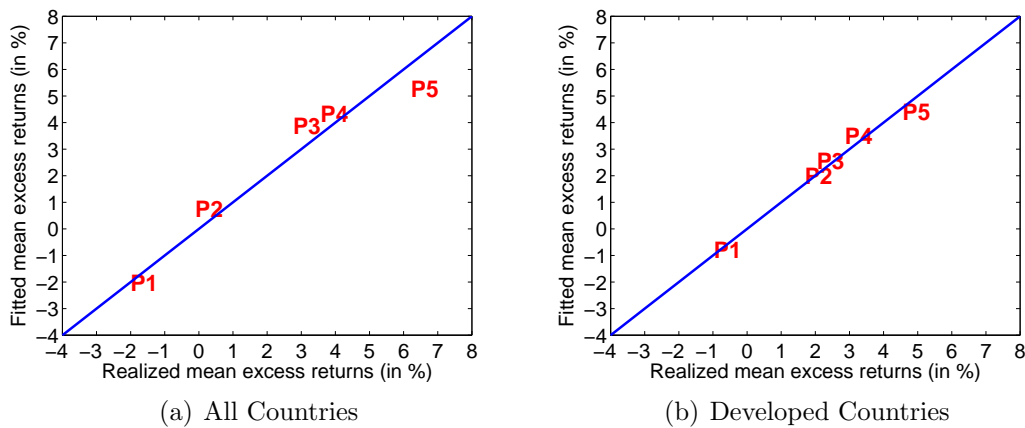 8
7
6
5
4
3
2
1
0
−1
−2
−3
−4
Fitted mean excess returns (in %)
P5
P4
P3
P2
P1
−4 −3 −2 −1 0 1 2 3 4 5 6 7 8
Realized mean excess returns (in %)
(a) All Countries
8
7
6
5
4
3
2
1
0
−1
−2
−3
−4
Fitted mean excess returns (in %)
P5
P4
P3
P2
P1
−4 −3 −2 −1 0 1 2 3 4 5 6 7 8
Realized mean excess returns (in %)
(b) Developed Countries